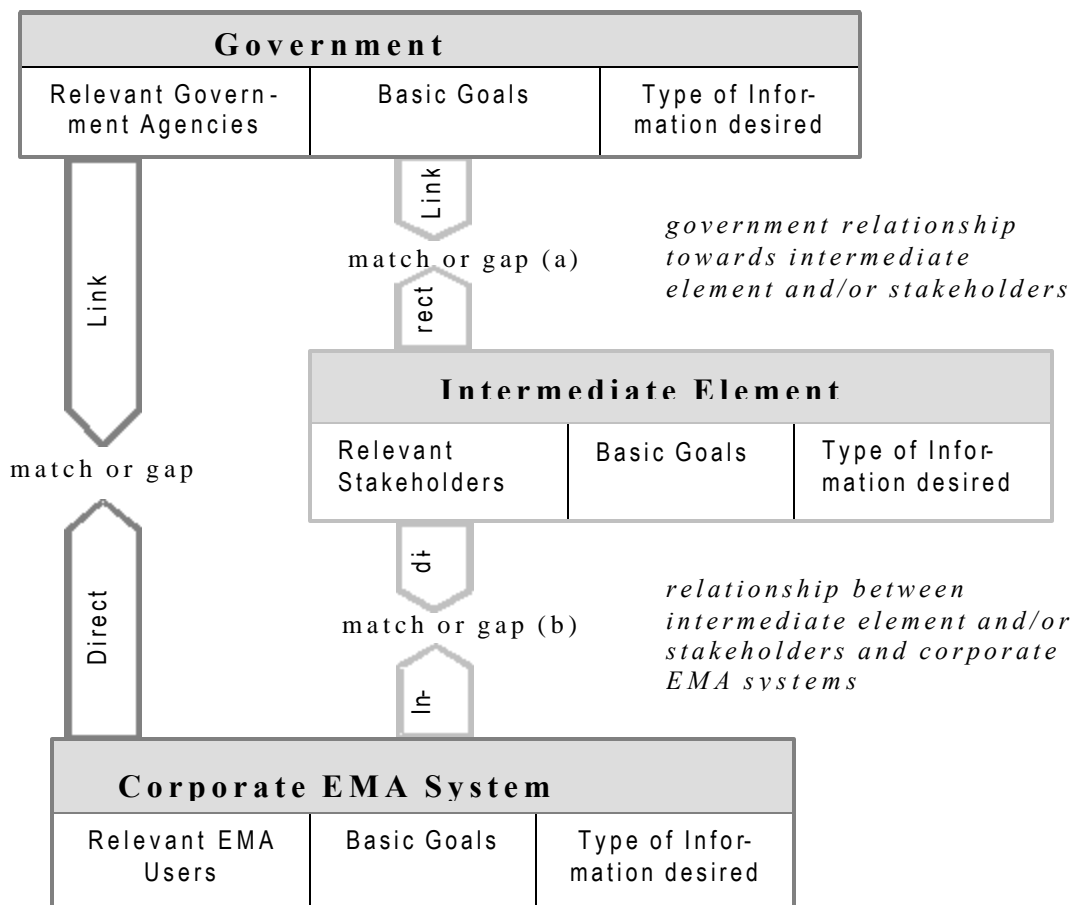 Government
Relevant Govern-
ment Agencies
Basic Goals
Type of Infor-
mation desired
Link
Link
government relationship
towards intermediate
element and/or stakeholders
match or gap (a)
rect
Intermediate Element
Relevant
Stakeholders
Basic Goals
Type of Infor-
mation desired
match or gap
Direct
di-
relationship between
intermediate element and/or
stakeholders and corporate
EMA systems
match or gap (b)
In-
Corporate EMA System
Relevant EMA
Users
Basic Goals
Type of Infor-
mation desired